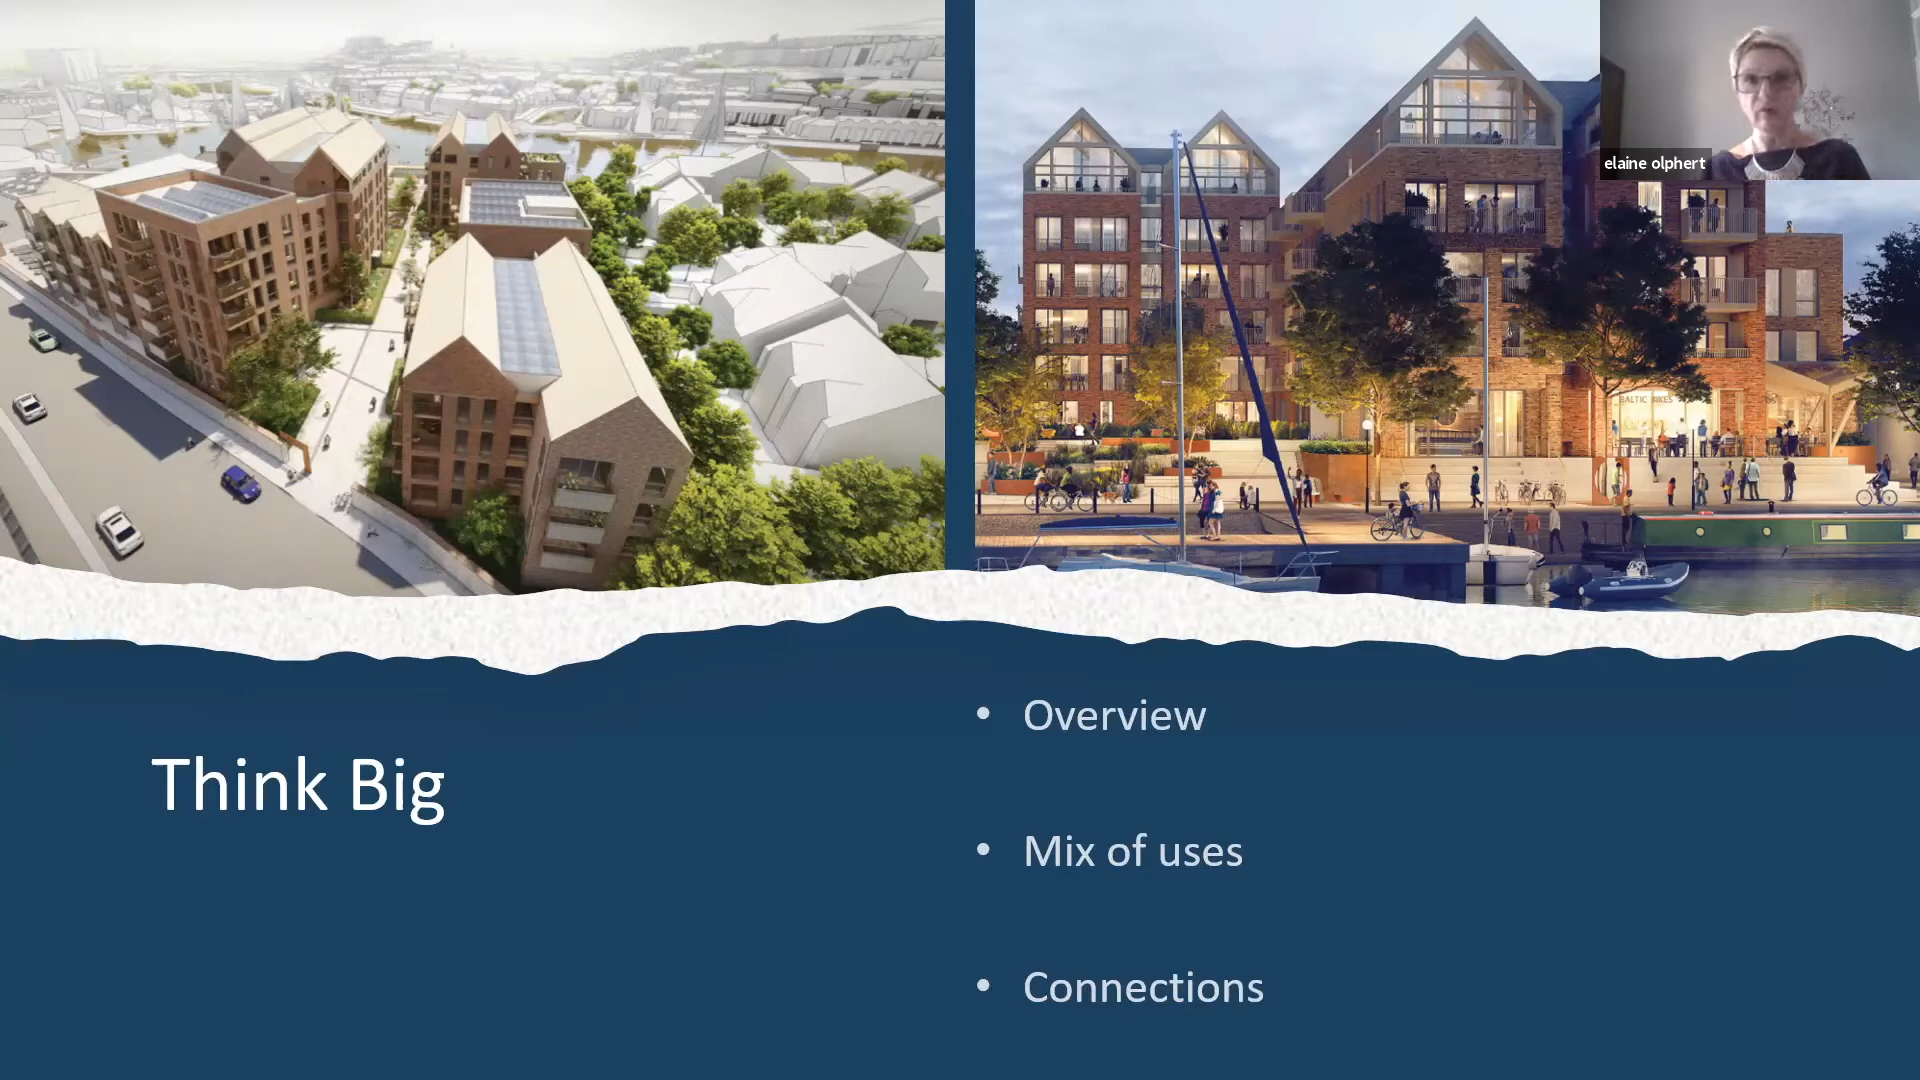 elaine olphert
BALTIC BIKES
Think Big
• Overview
• Mix of uses
• Connections